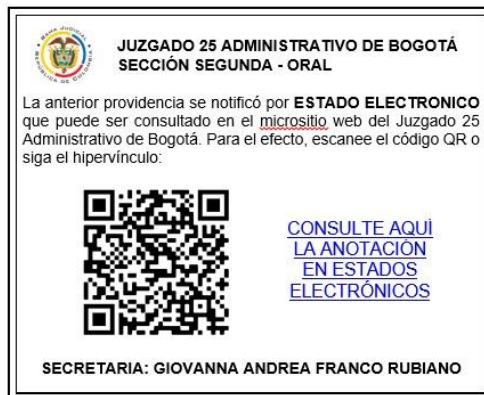 JUZGADO 25 ADMINISTRATIVO DE BOGOTÁ
SECCIÓN SEGUNDA - ORAL
La anterior providencia se notificó por ESTADO ELECTRONICO
que puede ser consultado en el micrositio web del Juzgado 25
Administrativo de Bogotá. Para el efecto, escanee el código QR o
siga el hipervínculo:
CONSULTE AQUÍ
LA ANOTACIÓN
EN ESTADOS
ELECTRÓNICOS
SECRETARIA: GIOVANNA ANDREA FRANCO RUBIANO